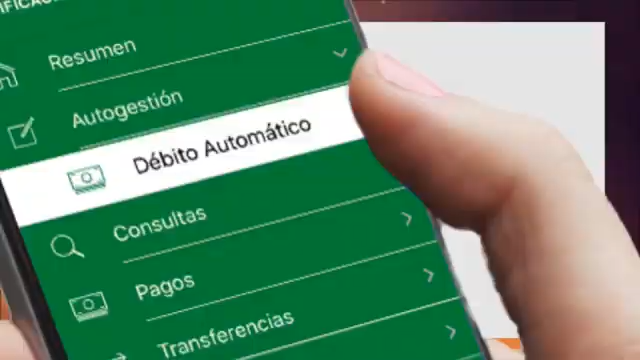 Resumen
Autogestión
Débito Automático
Consultas
Pagos
Transferencias